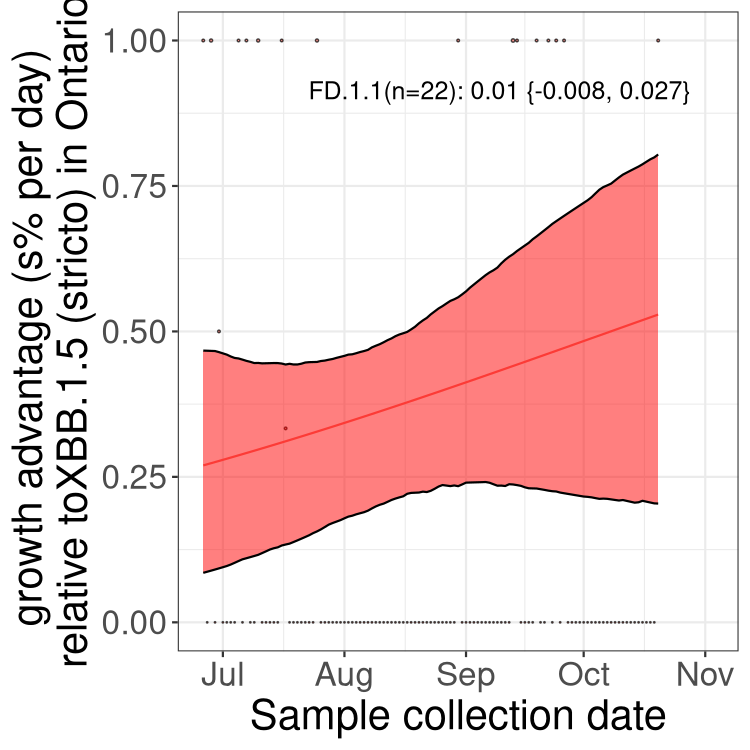 growth advantage (s% per day)
relative toXBB.1.5 (stricto) in Ontario
1.00
0.75
0.50
0.25
0.00
FD.1.1(n=22): 0.01 {-0.008, 0.027}
Jul Aug Sep Oct Nov
Sample collection date